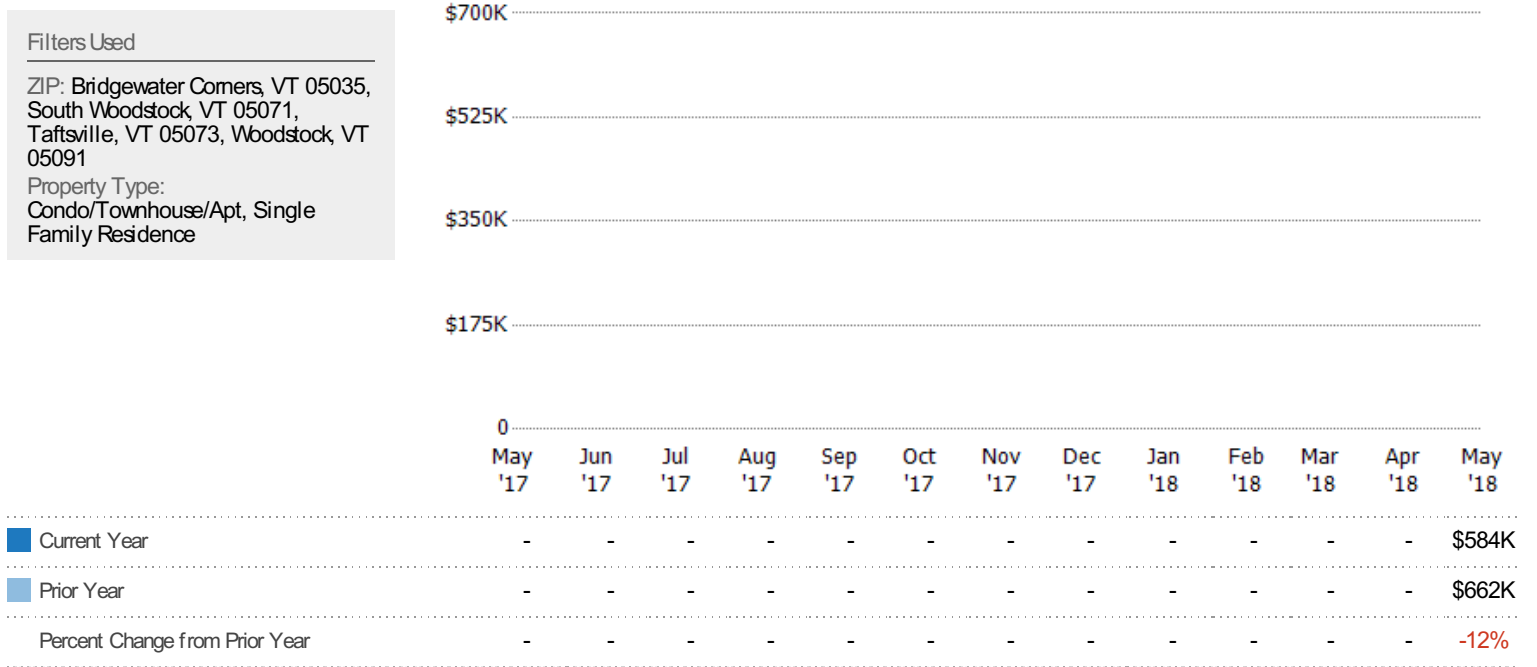 Filters Used
ZIP: Bridgewater Corners, VT 05035,
South Woodstock, VT 05071,
Taftsville, VT 05073, Woodstock, VT
05091
Property Type:
Condo/Townhouse/Apt, Single
Family Residence
$700K
$525K
$350K
$175K
0
May Jun Jul Aug Sep Oct Nov Dec Jan Feb Mar Apr May
'17 '17 '17 '17 '17 '17 '17 '17 '18 '18 '18 '18 '18
Current Year - - - - - - - - - - - - $584K
Prior Year - - - - - - - - - - - - $662K
Percent Change from Prior Year - - - - - - - - - - - - -12%